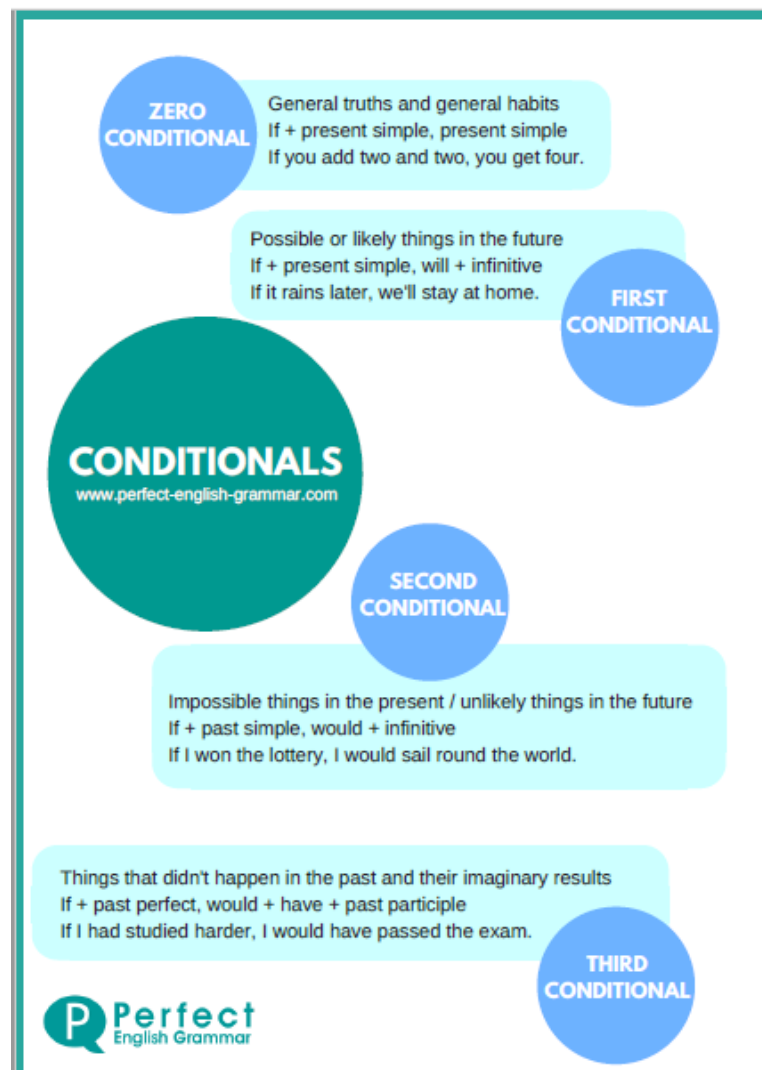 ZERO
CONDITIONAL
General truths and general habits
If + present simple, present simple
If you add two and two, you get four.
Possible or likely things in the future
If + present simple, will + infinitive
If it rains later, we'll stay at home.
FIRST
CONDITIONAL
CONDITIONALS
www.perfect-english-grammar.com
SECOND
CONDITIONAL
Impossible things in the present / unlikely things in the future
If + past simple, would + infinitive
If I won the lottery, I would sail round the world.
Things that didn't happen in the past and their imaginary results
If + past perfect, would + have + past participle
If I had studied harder, I would have passed the exam.
THIRD
CONDITIONAL
P Perfect
English Grammar